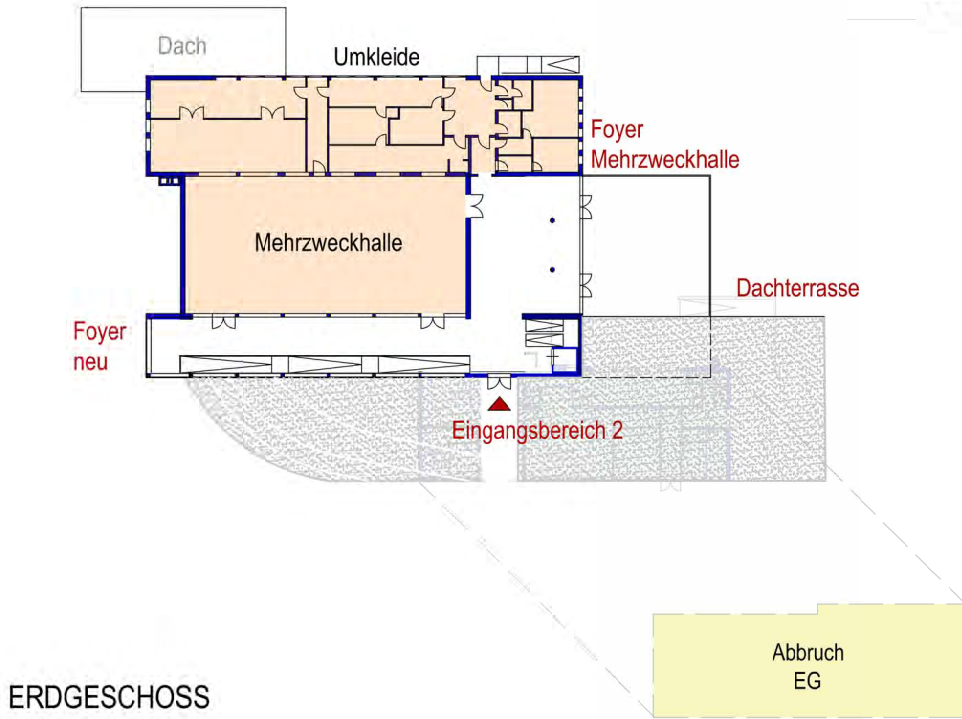 Dach
Umkleide
Foyer
Mehrzweckhalle
Mehrzweckhalle
Dachterrasse
Foyer
neu
Eingangsbereich 2
Abbruch
EG
ERDGESCHOSS